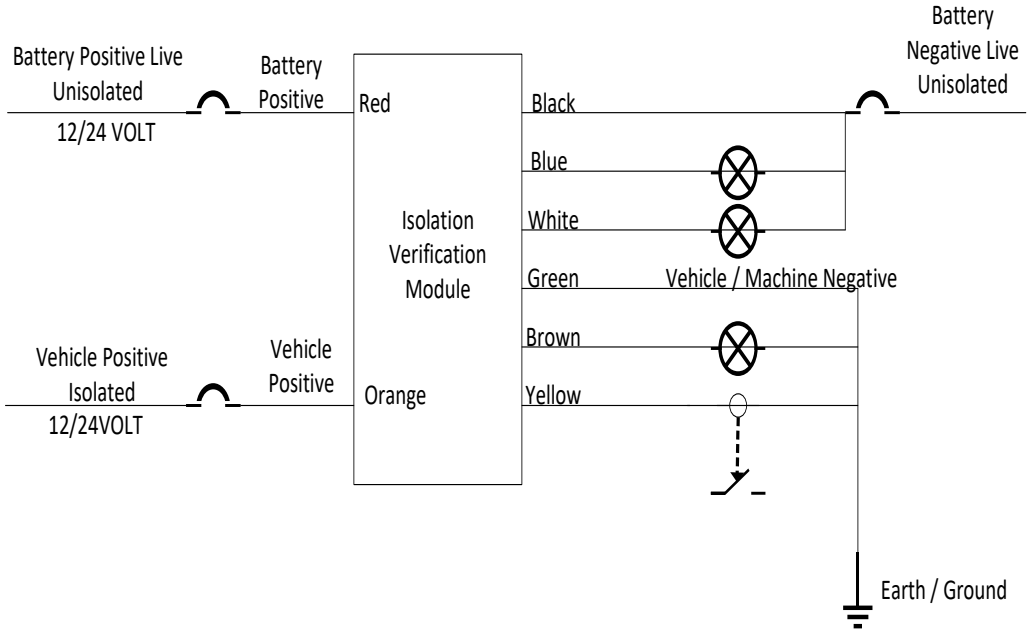 Battery Positive Live
Unisolated
12/24 VOLT
Battery
Positive
Red
Black
Battery
Negative Live
Unisolated
Blue
White
Isolation
Verification
Module
Green
Vehicle / Machine Negative
Brown
Vehicle Positive
Isolated
12/24VOLT
Vehicle
Positive
Orange
Yellow
Earth / Ground